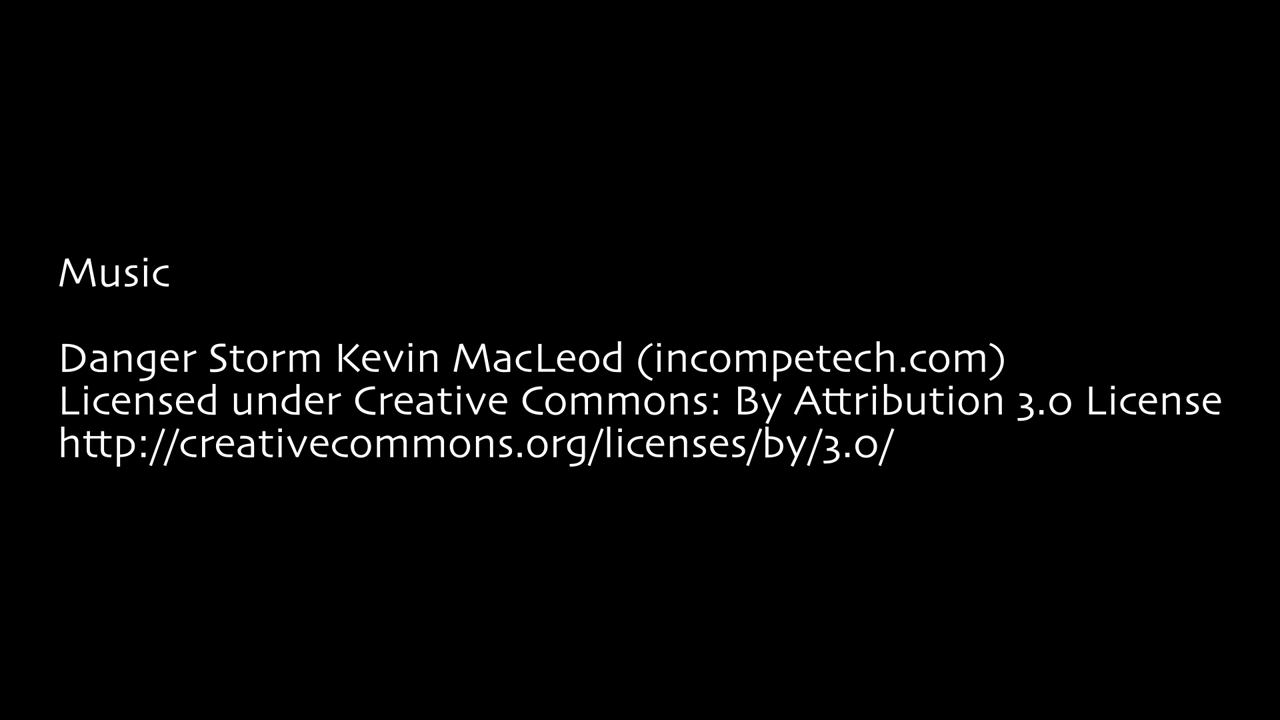 Music
Danger Storm Kevin MacLeod (incompetech.com)
Licensed under Creative Commons: By Attribution 3.0 License
http://creativecommons.org/licenses/by/3.0/